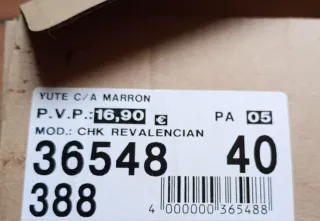 YUTE C/A MARRON
P.V.P.: 16,90 € PA 05
MOD.: CHK REVALENCIAN
36548 40
388
4 000000 365488